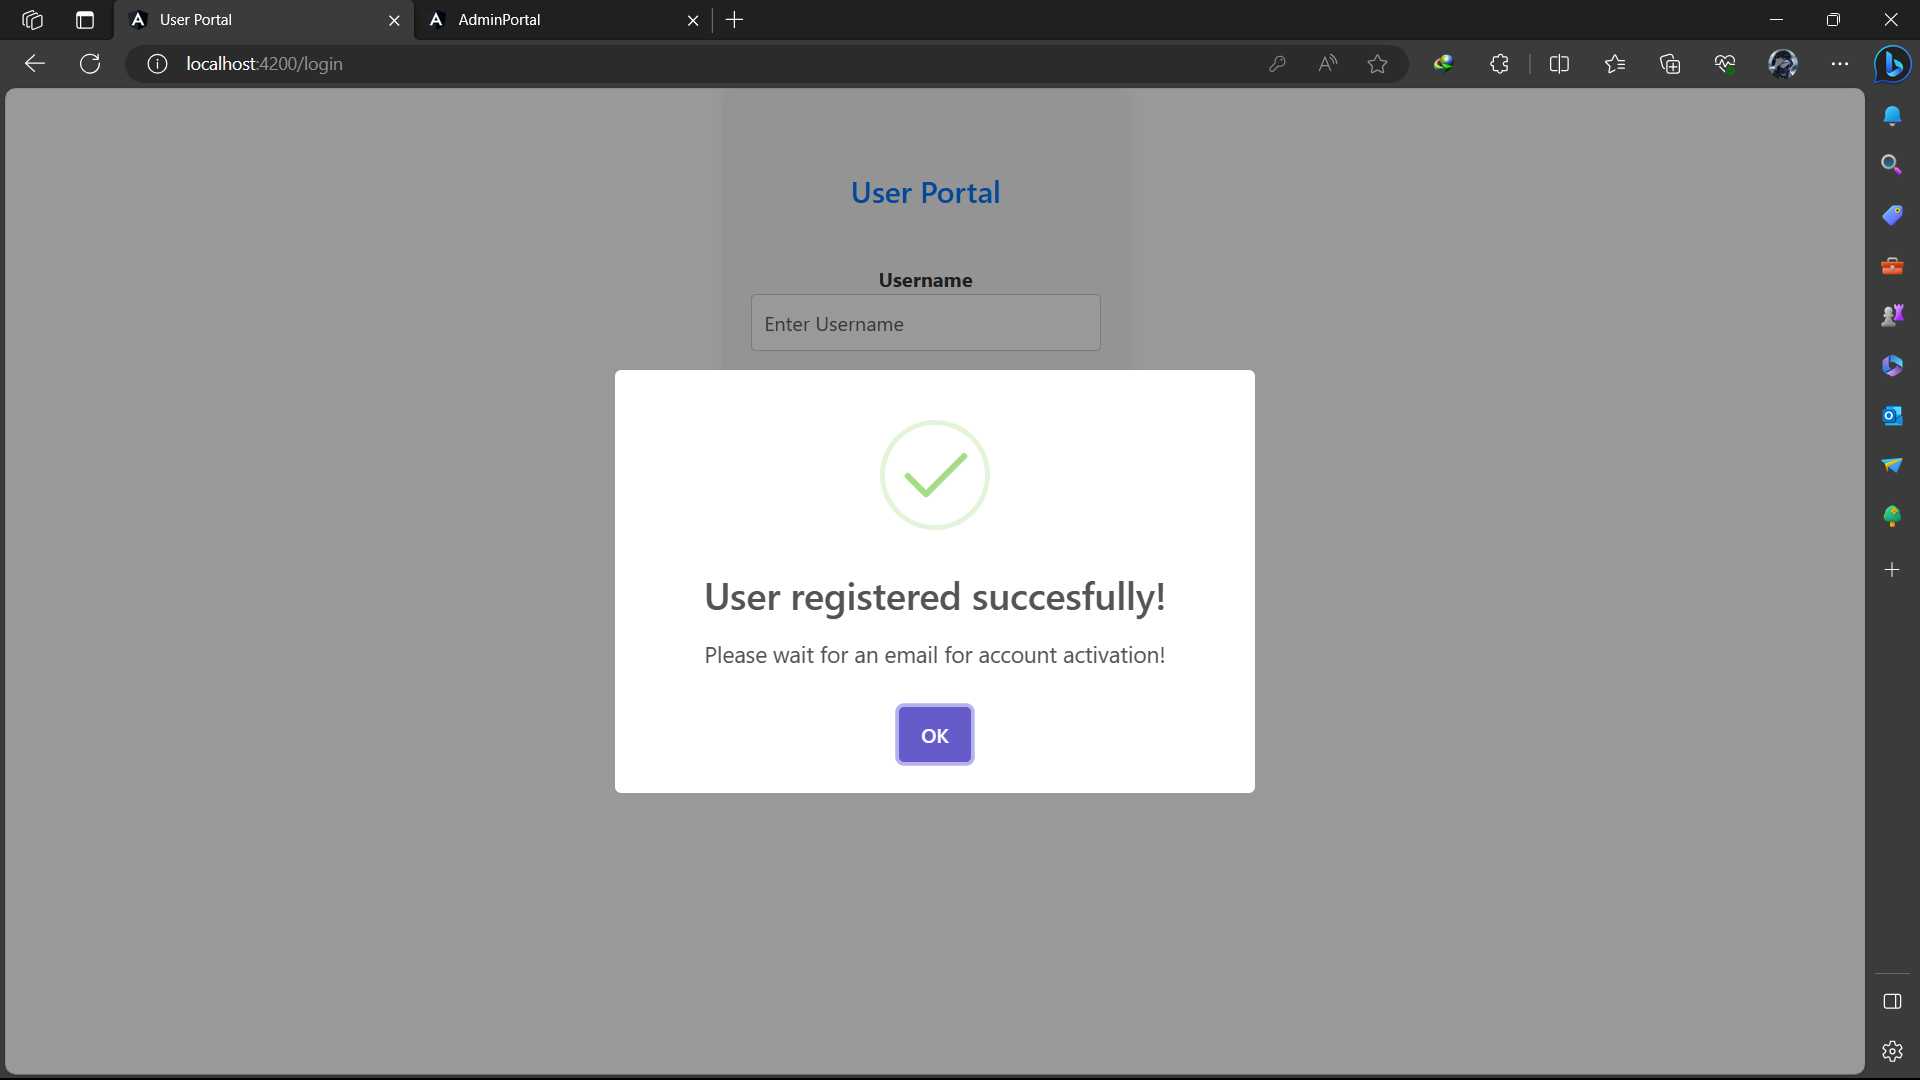 User Portal
AdminPortal
localhost:4200/login
User Portal
Username
Enter Username
User registered succesfully!
Please wait for an email for account activation!
OK